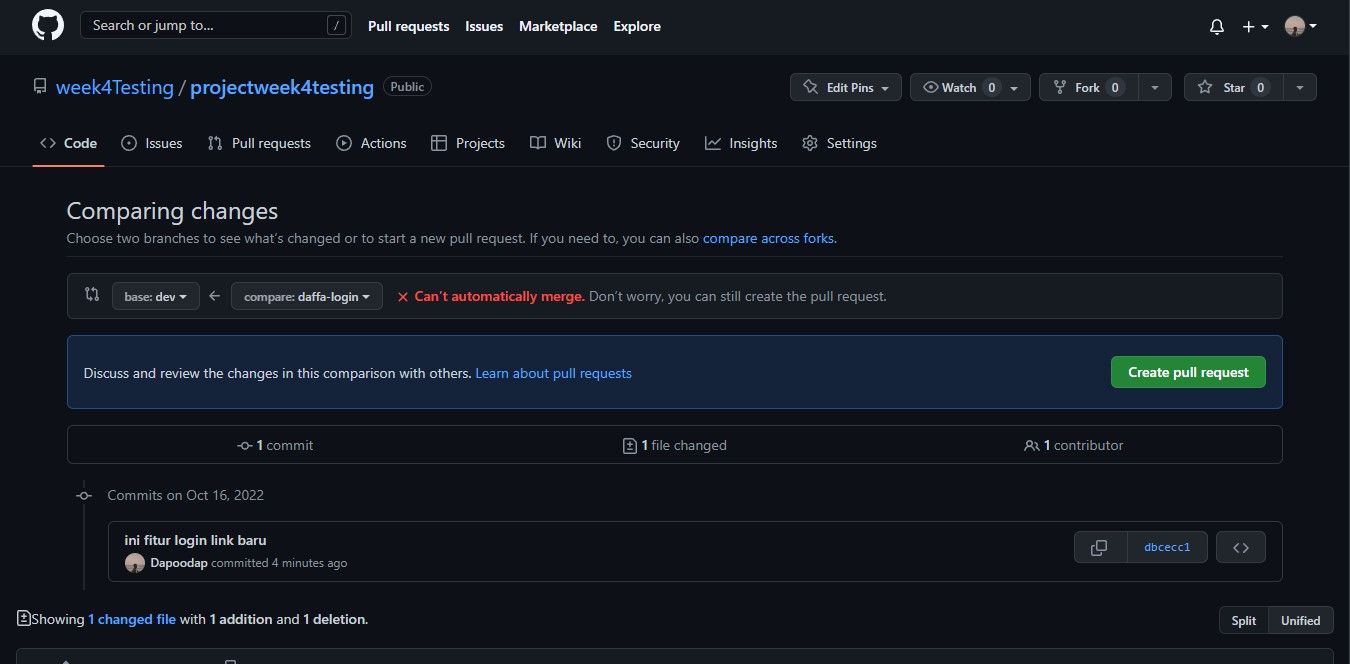 Search or jump to... /
Pull requests Issues Marketplace Explore
week4Testing / projectweek4testing Public
Edit Pins Watch 0 Fork 0 Star 0
Code Issues Pull requests Actions Projects Wiki Security Insights Settings
Comparing changes
Choose two branches to see what's changed or to start a new pull request. If you need to, you can also compare across forks.
base: dev compare: daffa-login Can't automatically merge. Don't worry, you can still create the pull request.
Discuss and review the changes in this comparison with others. Learn about pull requests Create pull request
1 commit 1 file changed 1 contributor
Commits on Oct 16, 2022
ini fitur login link baru
Dapoodap committed 4 minutes ago
dbcecc1
Showing 1 changed file with 1 addition and 1 deletion.
Split Unified